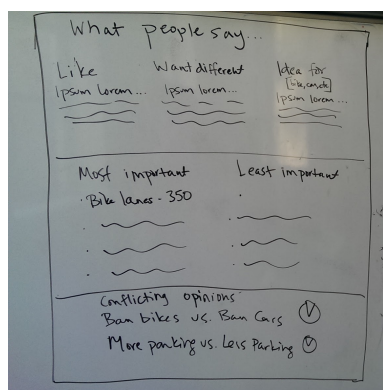 What people say...
Like   Want different   Idea for
[bike, cars, etc]
Ipsum lorem...   Ipsum lorem...   Ipsum lorem...
Most important   Least important
· Bike lanes - 350
Conflicting opinions
Ban bikes vs. Ban Cars
More parking vs. Less Parking